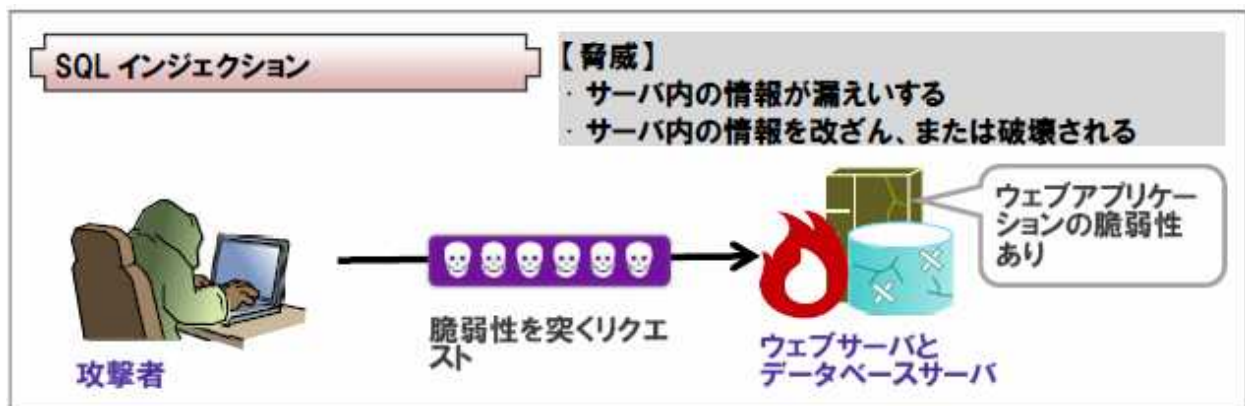 SQL インジェクション
【脅威】
・サーバ内の情報が漏えいする
・サーバ内の情報を改ざん、または破壊される
ウェブアプリケー
ションの脆弱性
あり
脆弱性を突くリクエ
スト
攻撃者
ウェブサーバと
データベースサーバ